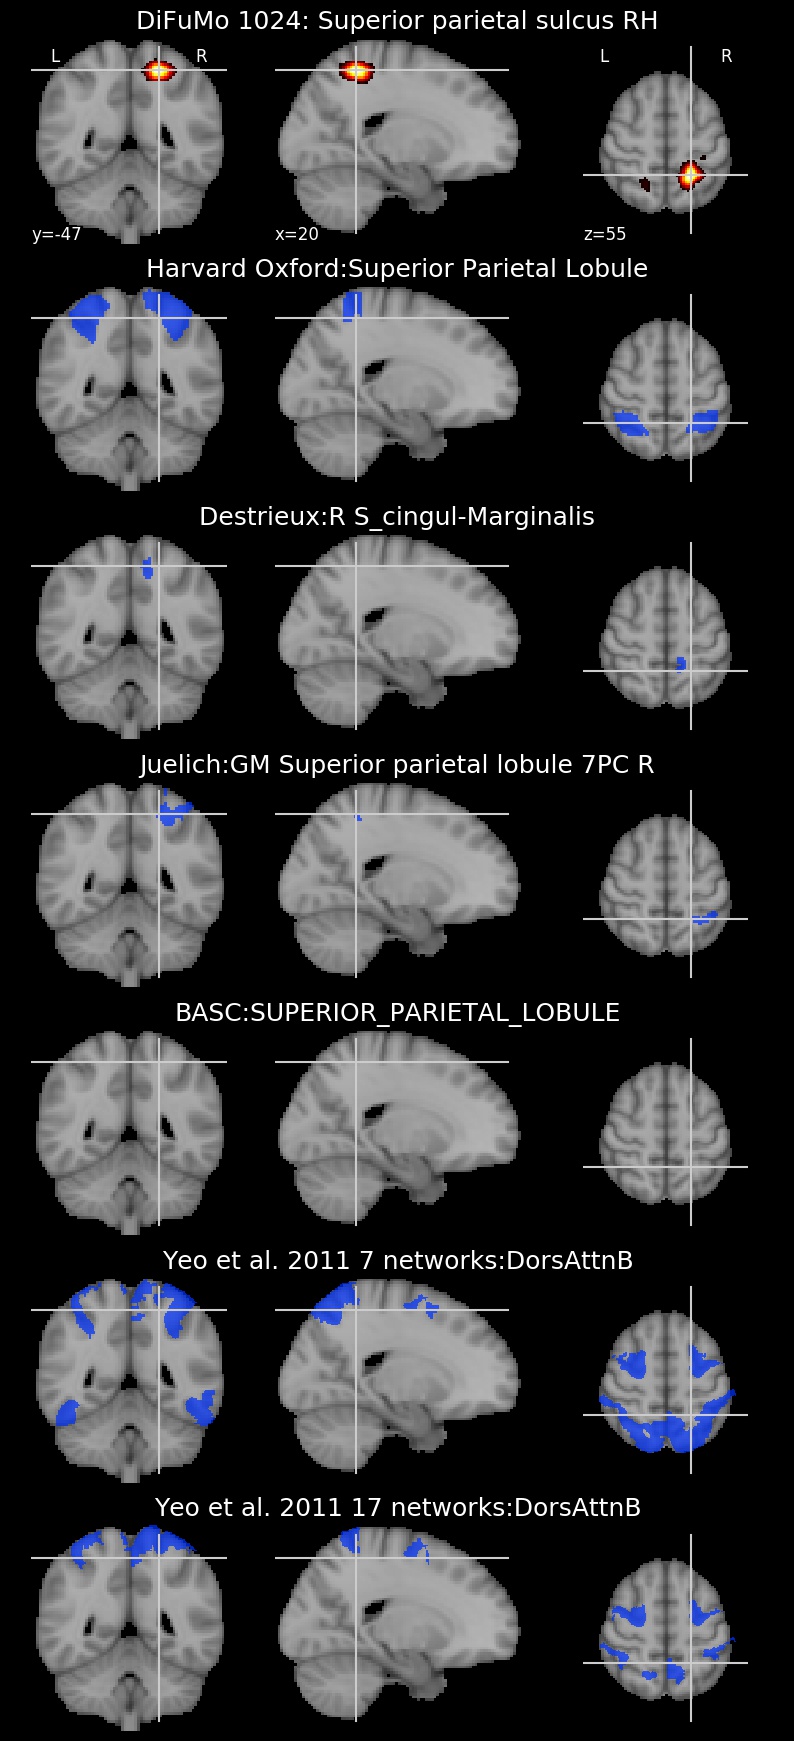 DiFuMo 1024: Superior parietal sulcus RH
L R L R
y=-47 x=20 z=55
Harvard Oxford:Superior Parietal Lobule
Destrieux:R S_cingul-Marginalis
Juelich:GM Superior parietal lobule 7PC R
BASC:SUPERIOR_PARIETAL_LOBULE
Yeo et al. 2011 7 networks:DorsAttnB
Yeo et al. 2011 17 networks:DorsAttnB